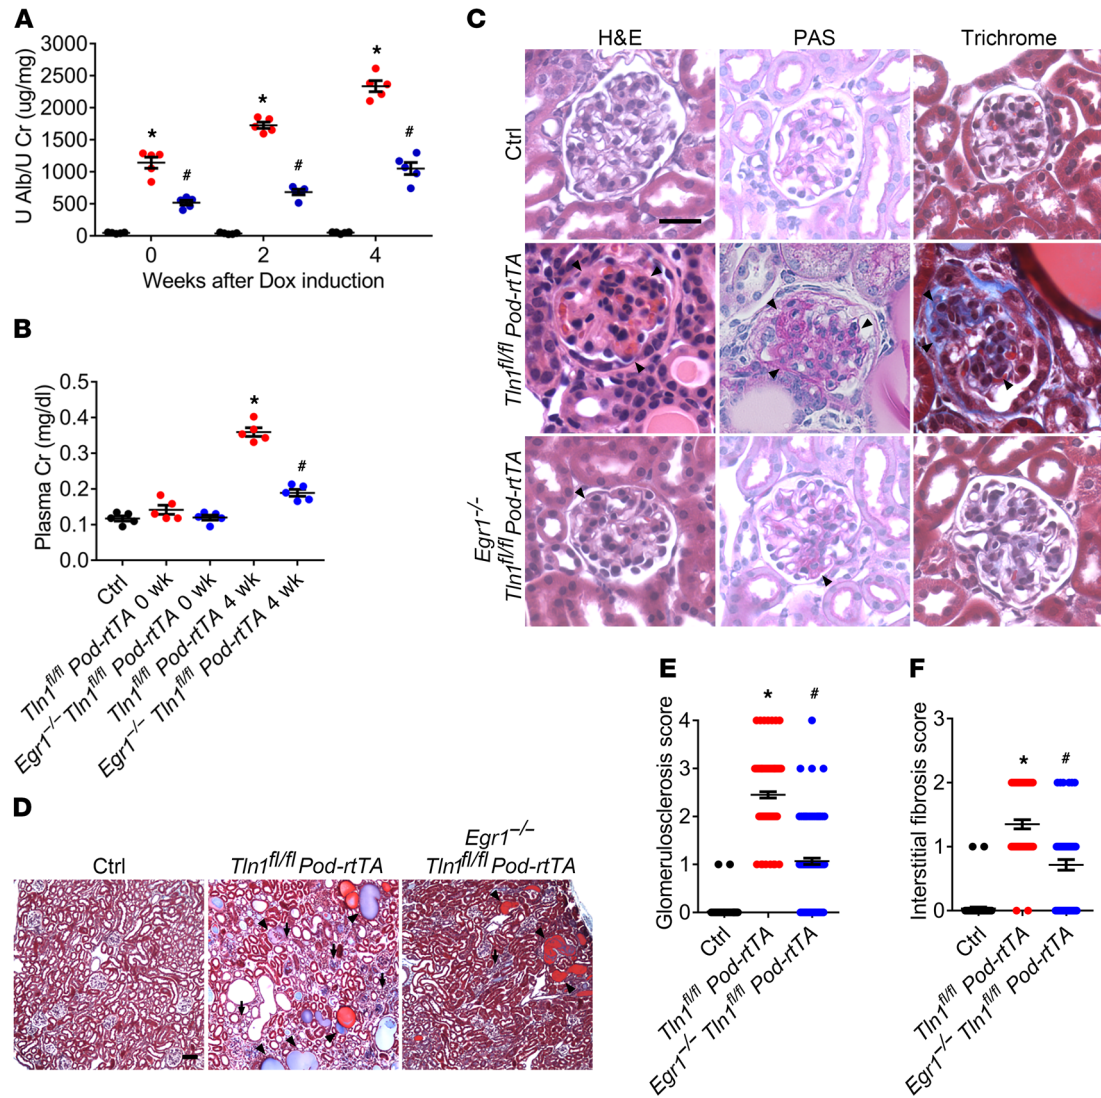 A
3000
2500
2000
1500
1000
500
0
U Alb/U Cr (ug/mg)
*
#
*
#
*
#
0
2
4
Weeks after Dox induction
B
0.5
0.4
0.3
0.2
0.1
0.0
Plasma Cr (mg/dl)
*
#
Ctrl
Tln1fl/fl Pod-rtTA 0 wk
Egr1–/–Tln1fl/fl Pod-rtTA 0 wk
Tln1fl/fl Pod-rtTA 4 wk
Egr1–/– Tln1fl/fl Pod-rtTA 4 wk
C
H&E
PAS
Trichrome
Ctrl
Tln1fl/fl Pod-rtTA
Egr1–/–
Tln1fl/fl Pod-rtTA
D
Ctrl
Tln1fl/fl Pod-rtTA
Egr1–/–
Tln1fl/fl Pod-rtTA
E
4
3
2
1
0
Glomerulosclerosis score
*
#
Ctrl
Tln1fl/fl Pod-rtTA
Egr1–/– Tln1fl/fl Pod-rtTA
F
3
2
1
0
Interstitial fibrosis score
*
#
Ctrl
Tln1fl/fl Pod-rtTA
Egr1–/– Tln1fl/fl Pod-rtTA